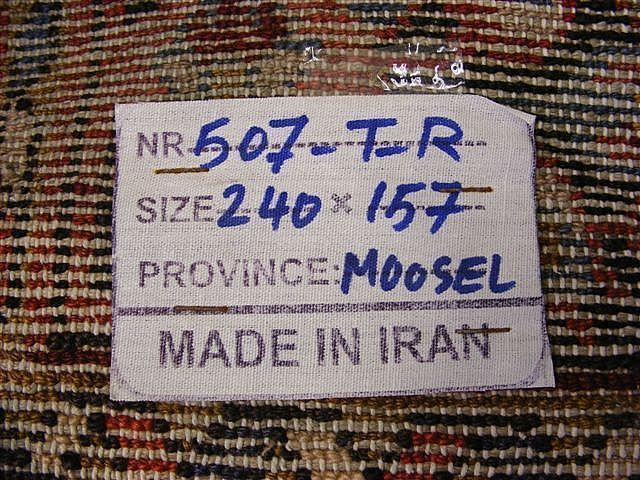 NR 507-T-R
SIZE 240 × 157
PROVINCE: MOOSEL
MADE IN IRAN